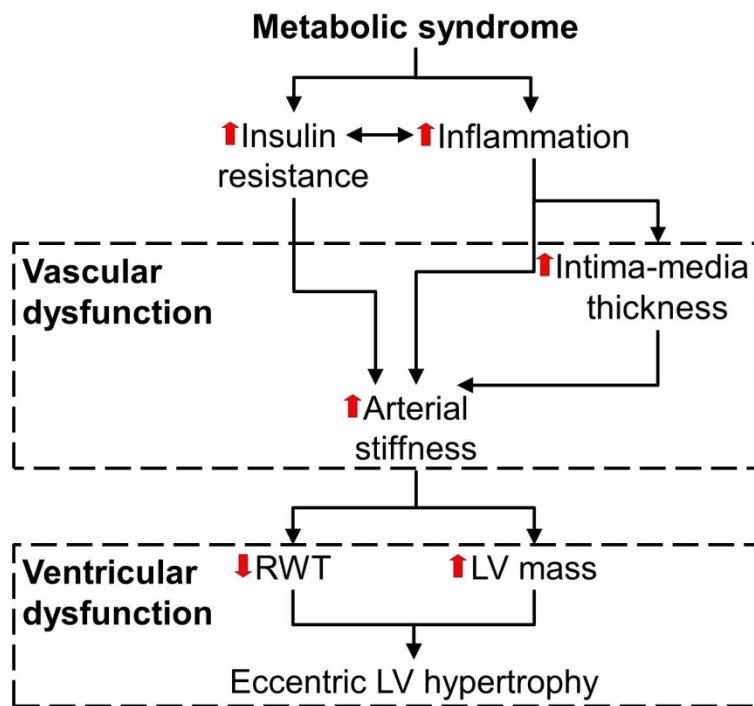 Metabolic syndrome
Insulin
resistance
Inflammation
Vascular
dysfunction
Intima-media
thickness
Arterial
stiffness
Ventricular
dysfunction
RWT
LV mass
Eccentric LV hypertrophy